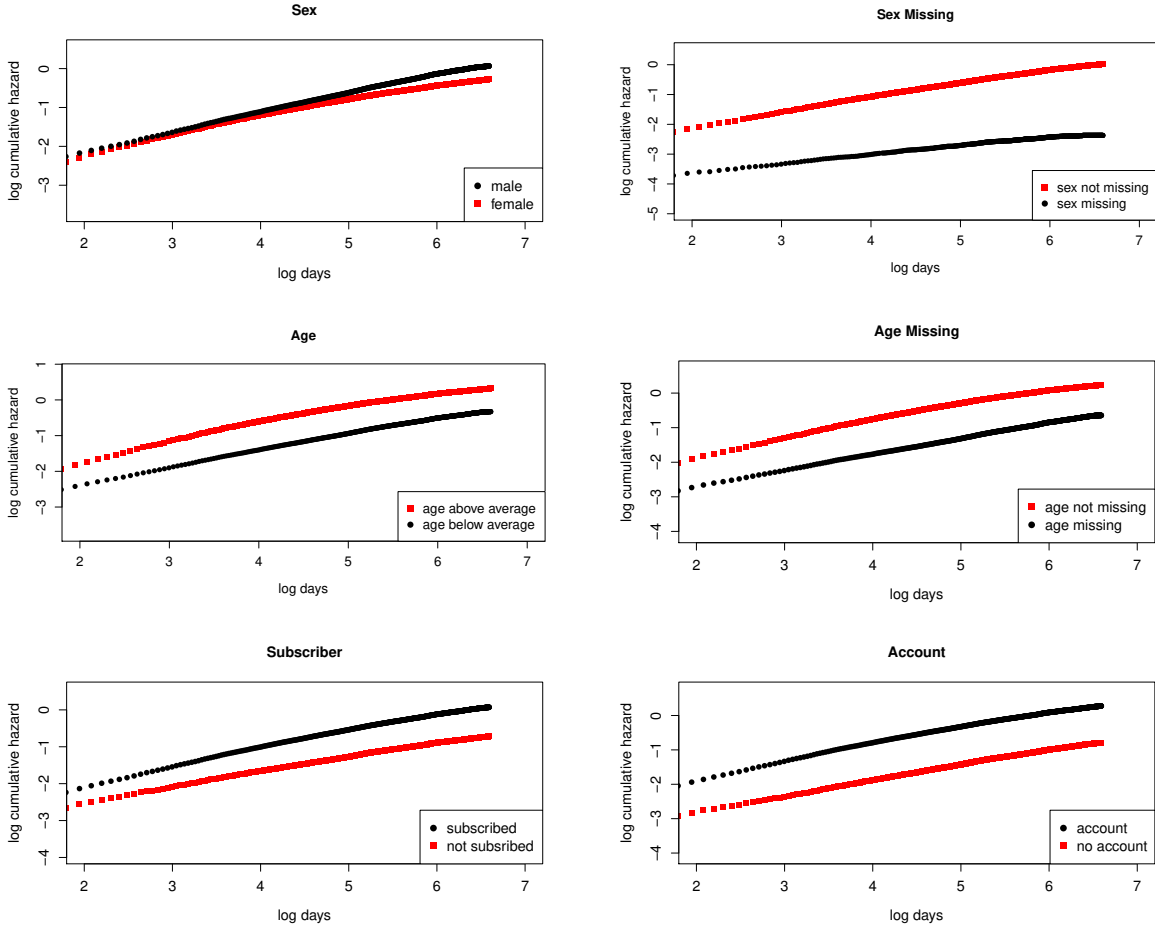 Sex
log cumulative hazard
0
−1
−2
−3
2 3 4 5 6 7
log days
male
female
Sex Missing
log cumulative hazard
0
−1
−2
−3
−4
−5
2 3 4 5 6 7
log days
sex not missing
sex missing
Age
log cumulative hazard
1
0
−1
−2
−3
2 3 4 5 6 7
log days
age above average
age below average
Age Missing
log cumulative hazard
0
−1
−2
−3
−4
2 3 4 5 6 7
log days
age not missing
age missing
Subscriber
log cumulative hazard
0
−1
−2
−3
−4
2 3 4 5 6 7
log days
subscribed
not subsribed
Account
log cumulative hazard
0
−1
−2
−3
−4
2 3 4 5 6 7
log days
account
no account